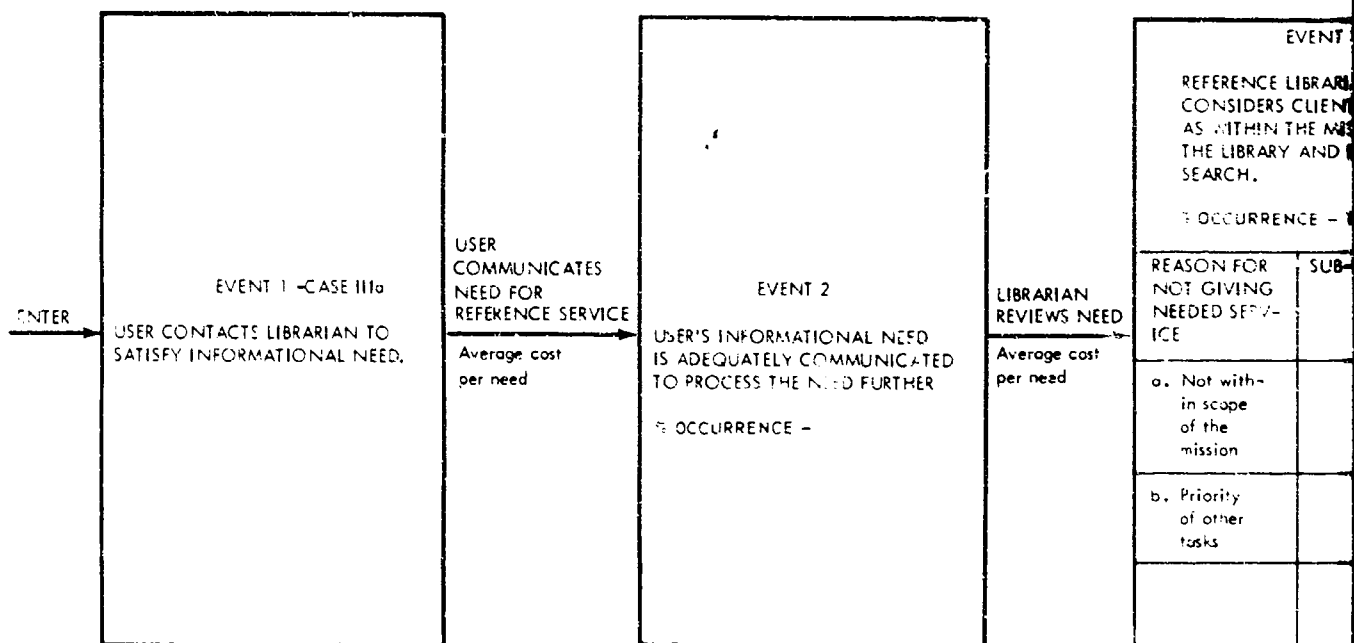 ENTER
EVENT 1 -CASE IIIa
USER CONTACTS LIBRARIAN TO
SATISFY INFORMATIONAL NEED.
USER
COMMUNICATES
NEED FOR
REFERENCE SERVICE
Average cost
per need
EVENT 2
USER'S INFORMATIONAL NEED
IS ADEQUATELY COMMUNICATED
TO PROCESS THE NEED FURTHER
% OCCURRENCE -
LIBRARIAN
REVIEWS NEED
Average cost
per need
EVENT
REFERENCE
CONSIDERS
AS WITHIN THE
THE LIBRARY AND
SEARCH.
% OCCURRENCE -
REASON FOR
NOT GIVING
NEEDED SERV-
ICE
SUB-
a. Not with-
in scope
of the
mission
b. Priority
of other
tasks